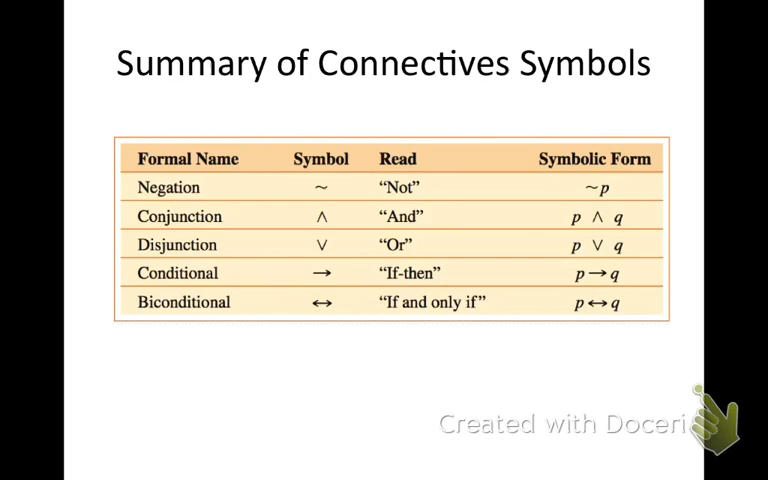 Summary of Connectives Symbols
Formal Name Symbol Read Symbolic Form
Negation ~ “Not” ~p
Conjunction ∧ “And” p ∧ q
Disjunction ∨ “Or” p ∨ q
Conditional → “If-then” p→q
Biconditional ↔ “If and only if” p↔q
Created with Doceri